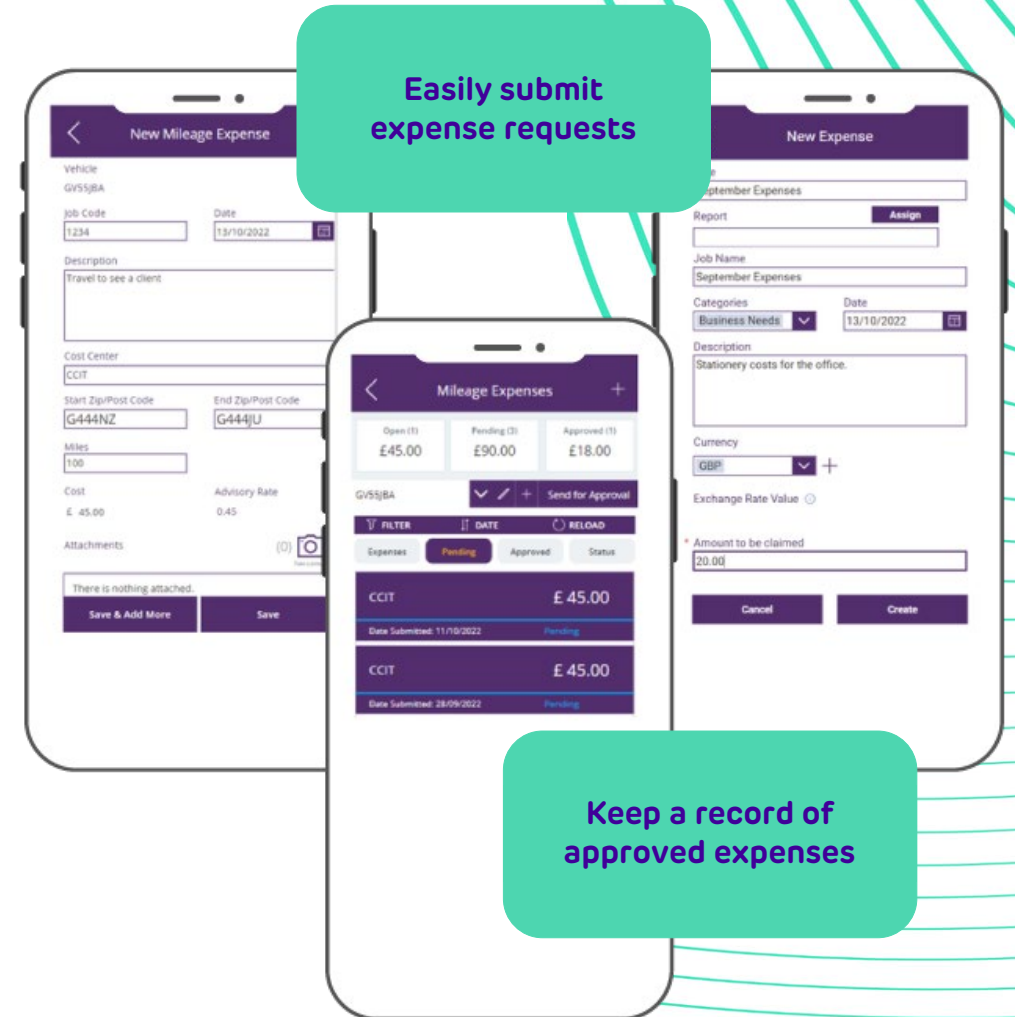 Easily submit
expense requests
New Mileage Expense
Vehicle
GV55JBA
Job Code Date
1234 13/10/2022
Description
Travel to see a client
Cost Center
CCIT
Start Zip/Post Code End Zip/Post Code
G444NZ G444JU
Miles
100
Cost Advisory Rate
£ 45.00 0.45
Attachments (0)
There is nothing attached.
Save & Add More Save
Mileage Expenses +
Open (1) Pending (3) Approved (1)
£45.00 £90.00 £18.00
GV55JBA + Send for Approval
FILTER DATE RELOAD
Expenses Pending Approved Status
CCIT £ 45.00
Date Submitted: 11/10/2022 Pending
CCIT £ 45.00
Date Submitted: 28/09/2022 Pending
New Expense
September Expenses
Report Assign
Job Name
September Expenses
Categories Date
Business Needs 13/10/2022
Description
Stationery costs for the office.
Currency
GBP +
Exchange Rate Value
* Amount to be claimed
20.00
Cancel Create
Keep a record of
approved expenses